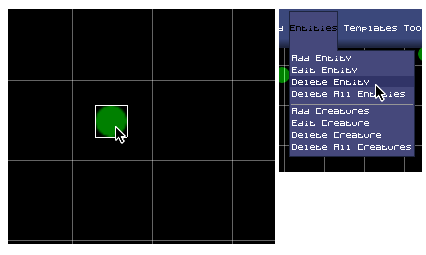 Entities Templates Too
Add Entity
Edit Entity
Delete Entity
Delete All Entities
Add Creatures
Edit Creature
Delete Creature
Delete All Creatures